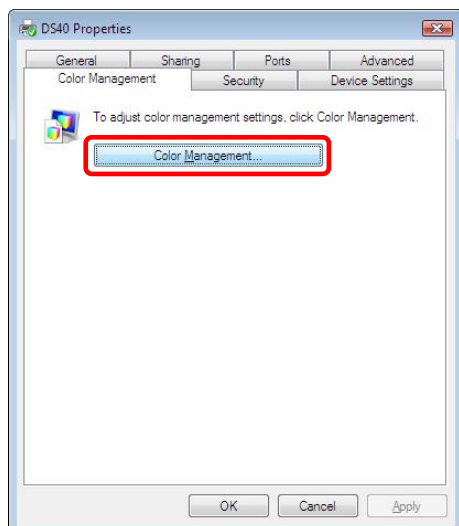 DS40 Properties
General Sharing Ports Advanced
Color Management Security Device Settings
To adjust color management settings, click Color Management.
Color Management...
OK Cancel Apply